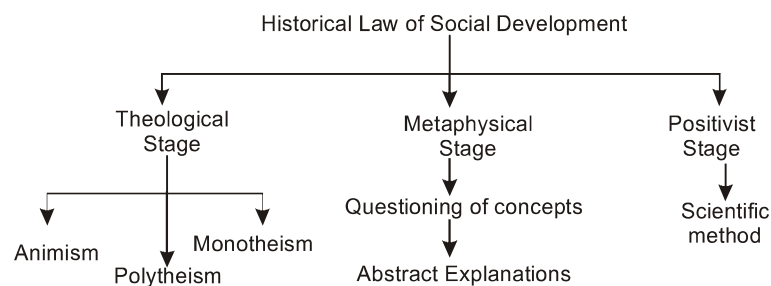 Historical Law of Social Development
Theological
Stage
Metaphysical
Stage
Positivist
Stage
Animism
Polytheism
Monotheism
Questioning of concepts
Abstract Explanations
Scientific
method